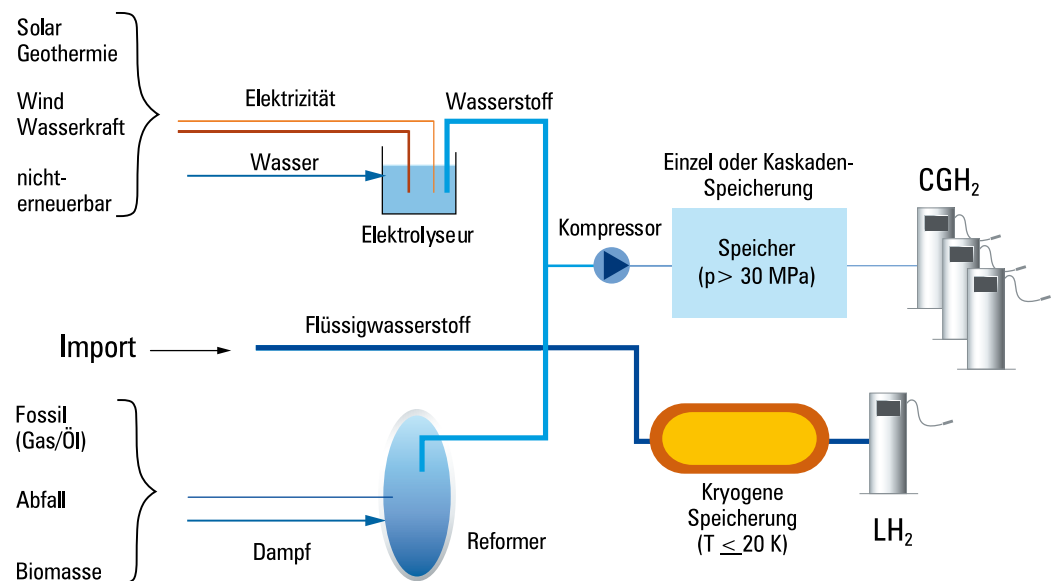 Solar
Geothermie
Wind
Wasserkraft
nicht-
erneuerbar
Elektrizität
Wasser
Elektrolyseur
Wasserstoff
Kompressor
Einzel oder Kaskaden-
Speicherung
Speicher
(p> 30 MPa)
CGH₂
Import
Flüssigwasserstoff
Fossil
(Gas/Öl)
Abfall
Biomasse
Dampf
Reformer
Kryogene
Speicherung
(T ≤ 20 K)
LH₂